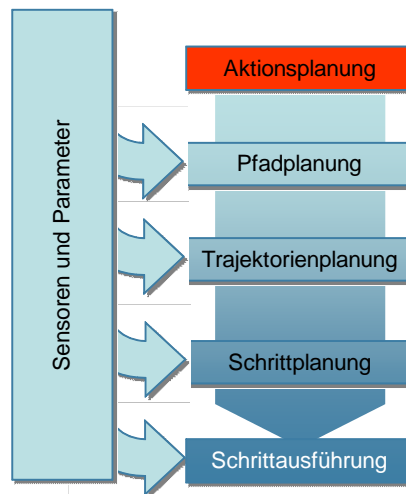 Sensoren und Parameter
Aktionsplanung
Pfadplanung
Trajektorienplanung
Schrittplanung
Schrittausführung